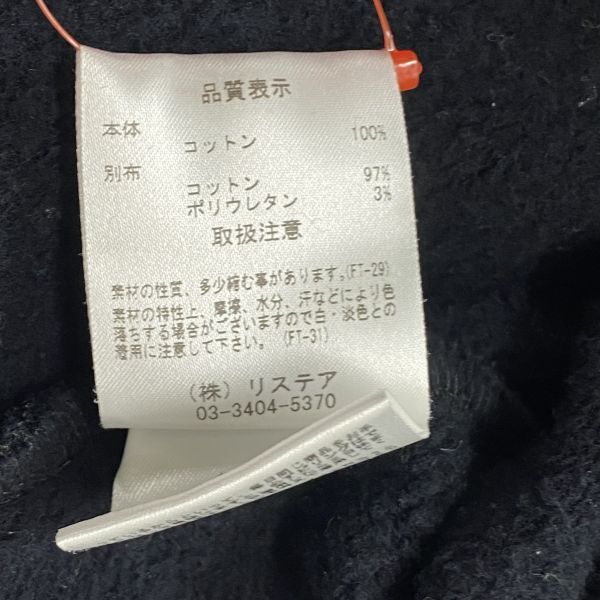 品質表示
本体
コットン 100%
別布
コットン 97%
ポリウレタン 3%
取扱注意
素材の性質、多少縮む事があります。(FT-29)
素材の特性上、摩擦、水分、汗などにより色
落ちする場合がございますので白・淡色との
着用に注意して下さい。 (FT-31)
(株) リステア
03-3404-5370